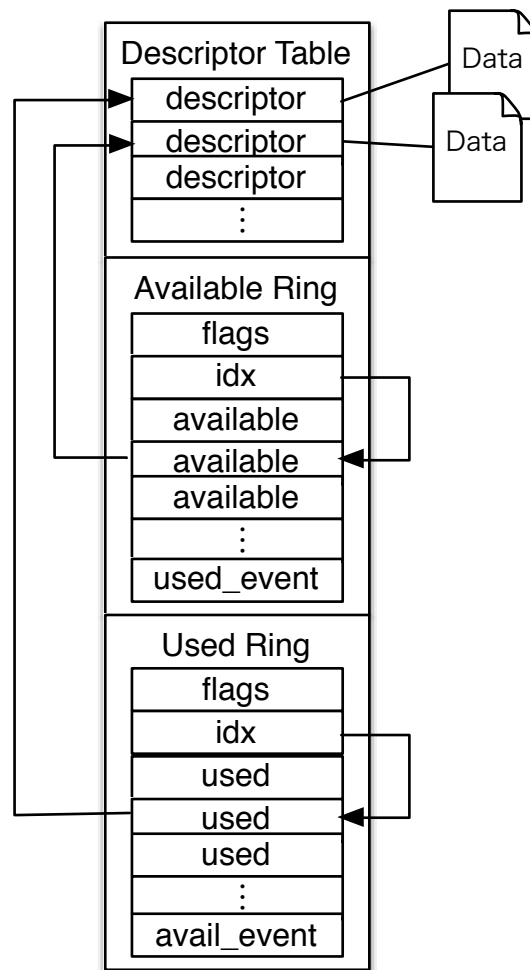 Descriptor Table
descriptor
descriptor
descriptor
⋮
Data
Data
Available Ring
flags
idx
available
available
available
⋮
used_event
Used Ring
flags
idx
used
used
used
⋮
avail_event